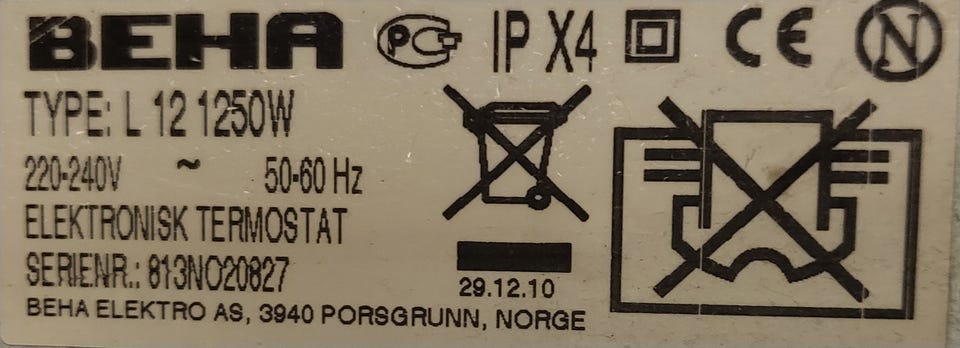 BEHA PC IP X4 CE N
TYPE: L 12 1250W
220-240V ~ 50-60 Hz
ELEKTRONISK TERMOSTAT
SERIENR.: 813NO20827
29.12.10
BEHA ELEKTRO AS, 3940 PORSGRUNN, NORGE